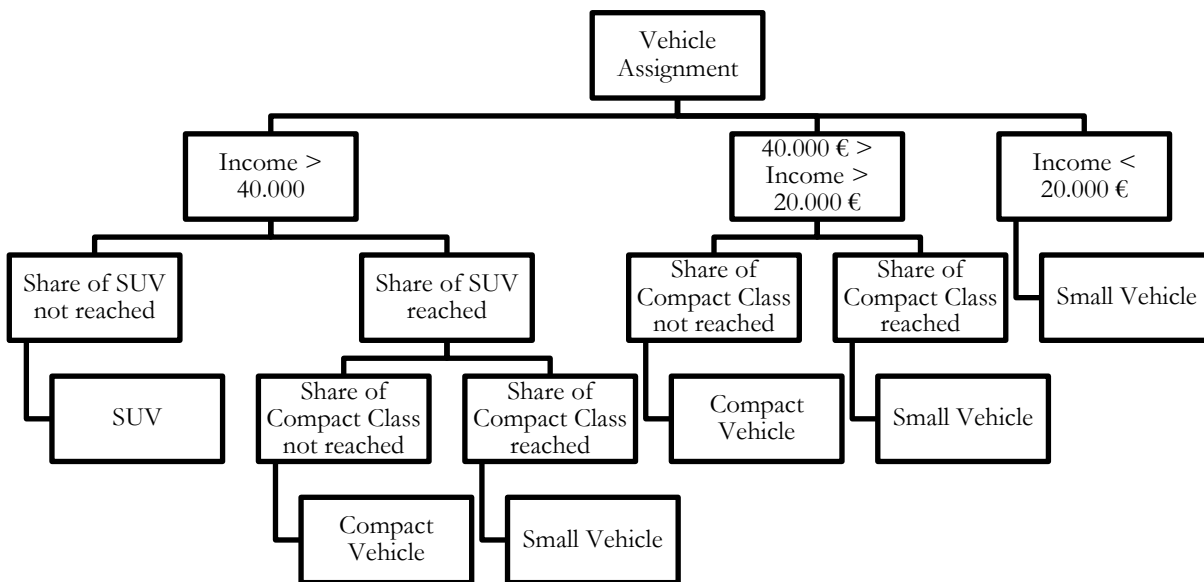 Vehicle
Assignment
Income >
40.000
40.000 € >
Income >
20.000 €
Income <
20.000 €
Share of SUV
not reached
Share of SUV
reached
Share of
Compact Class
not reached
Share of
Compact Class
reached
Small Vehicle
SUV
Share of
Compact Class
not reached
Share of
Compact Class
reached
Compact
Vehicle
Small Vehicle
Compact
Vehicle
Small Vehicle